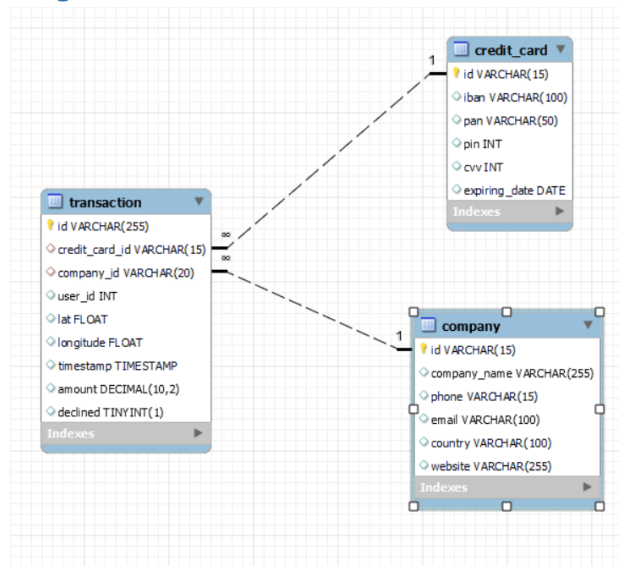 credit_card
1
id VARCHAR(15)
iban VARCHAR(100)
pan VARCHAR(50)
pin INT
cvv INT
expiring_date DATE
Indexes
transaction
id VARCHAR(255)
∞
credit_card_id VARCHAR(15)
∞
company_id VARCHAR(20)
user_id INT
lat FLOAT
longitude FLOAT
timestamp TIMESTAMP
amount DECIMAL(10,2)
declined TINYINT(1)
Indexes
company
1
id VARCHAR(15)
company_name VARCHAR(255)
phone VARCHAR(15)
email VARCHAR(100)
country VARCHAR(100)
website VARCHAR(255)
Indexes